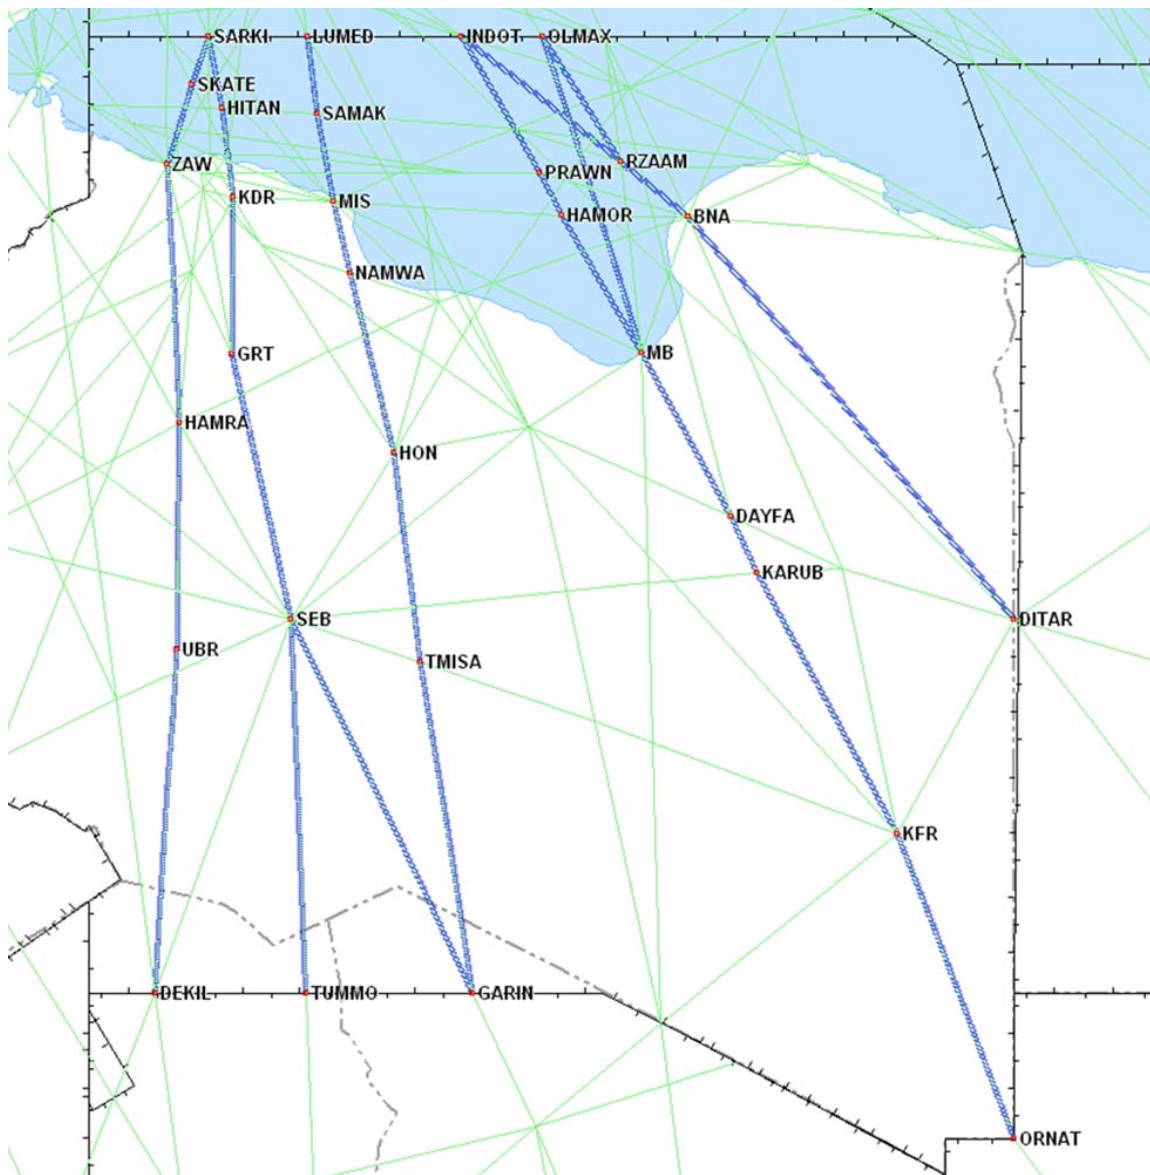 SARKI LUMED INDOT OLMAX
SKATE
HITAN SAMAK
ZAW PRAWN RZAAM
KDR MIS HAMOR BNA
NAMWA
GRT MB
HAMRA
HON
DAYFA
KARUB
SEB DITAR
UBR TMISA
KFR
DEKIL TUMMO GARIN
ORNAT